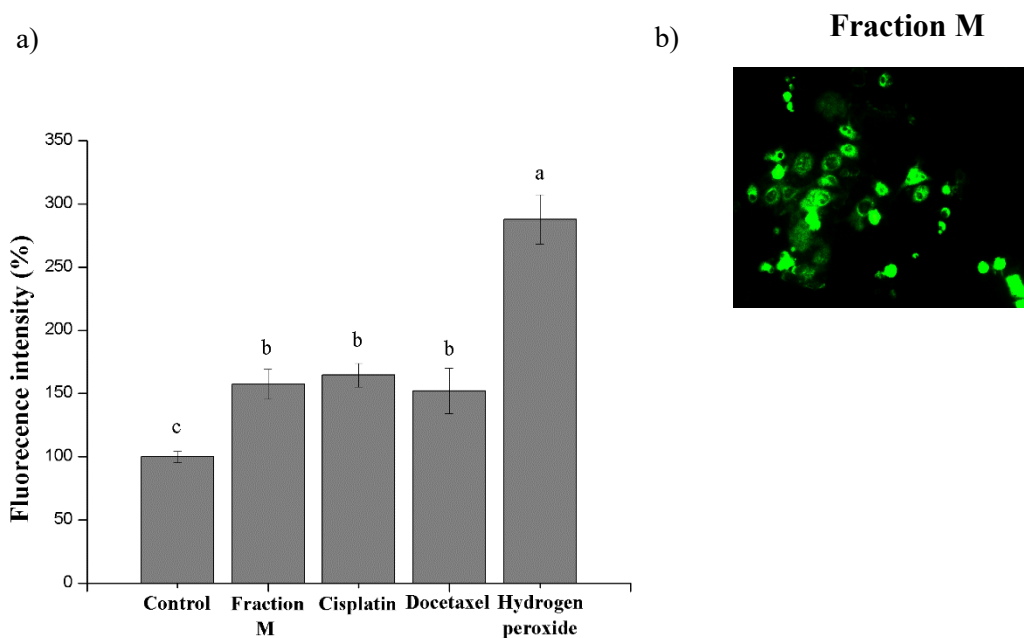 a)
Fluorecence intensity (%)
350
300
250
200
150
100
50
0
c
b
b
b
a
Control
Fraction
M
Cisplatin
Docetaxel
Hydrogen
peroxide
b)
Fraction M